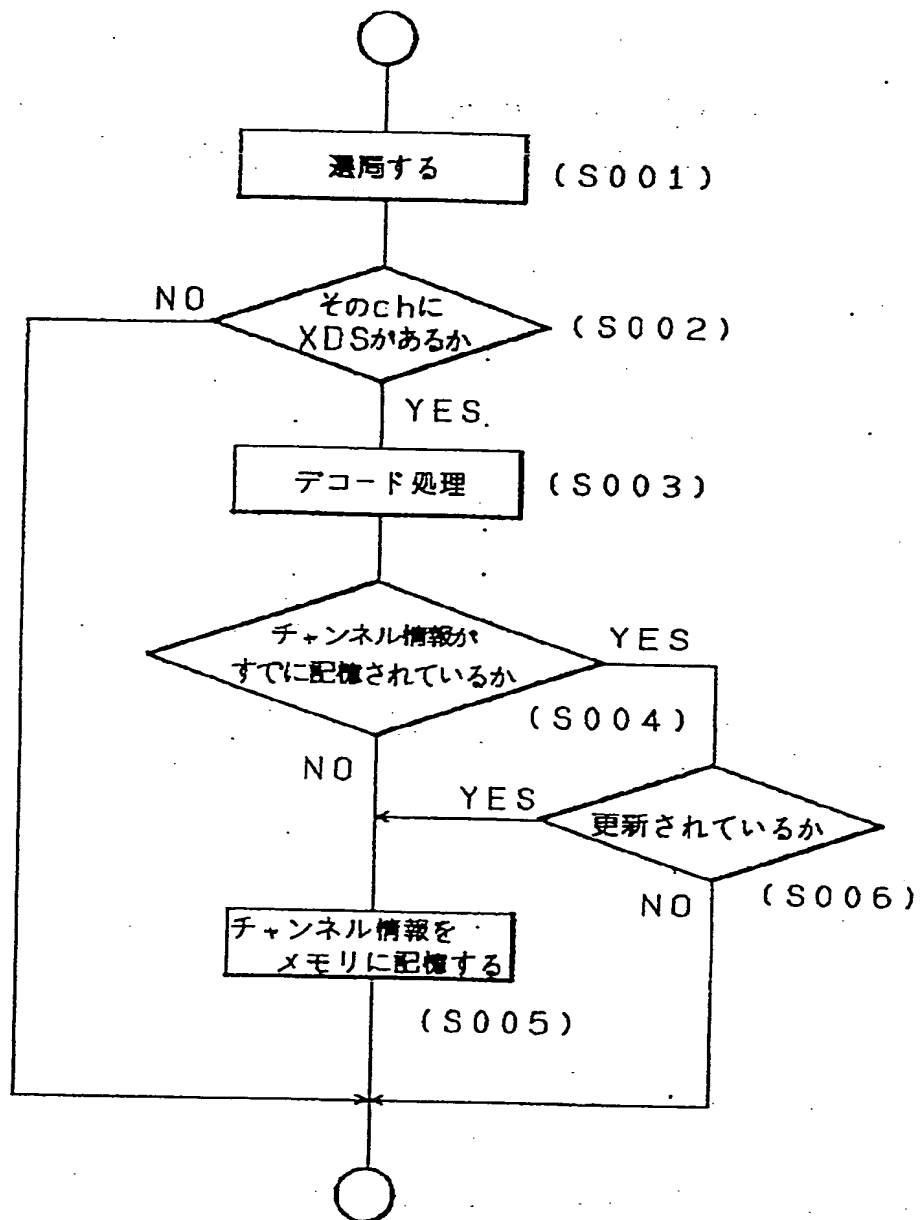 選局する
(S001)
NO
そのchに
XDSがあるか
(S002)
YES
デコード処理
(S003)
チャンネル情報が
すでに記憶されているか
YES
(S004)
NO
YES
更新されているか
(S006)
NO
チャンネル情報を
メモリに記憶する
(S005)